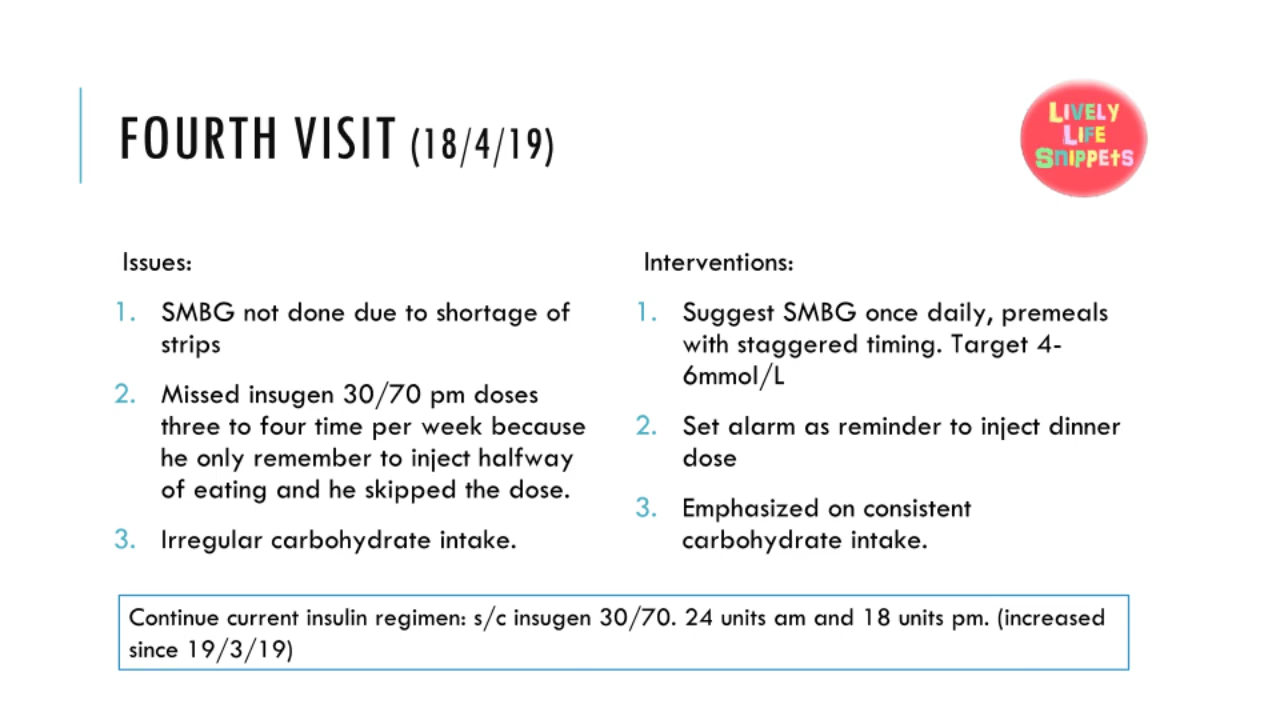 FOURTH VISIT (18/4/19)
LIVELY
LIFE
SNIPPETS
Issues:
1. SMBG not done due to shortage of
strips
2. Missed insugen 30/70 pm doses
three to four time per week because
he only remember to inject halfway
of eating and he skipped the dose.
3. Irregular carbohydrate intake.
Interventions:
1. Suggest SMBG once daily, premeals
with staggered timing. Target 4-
6mmol/L
2. Set alarm as reminder to inject dinner
dose
3. Emphasized on consistent
carbohydrate intake.
Continue current insulin regimen: s/c insugen 30/70. 24 units am and 18 units pm. (increased
since 19/3/19)